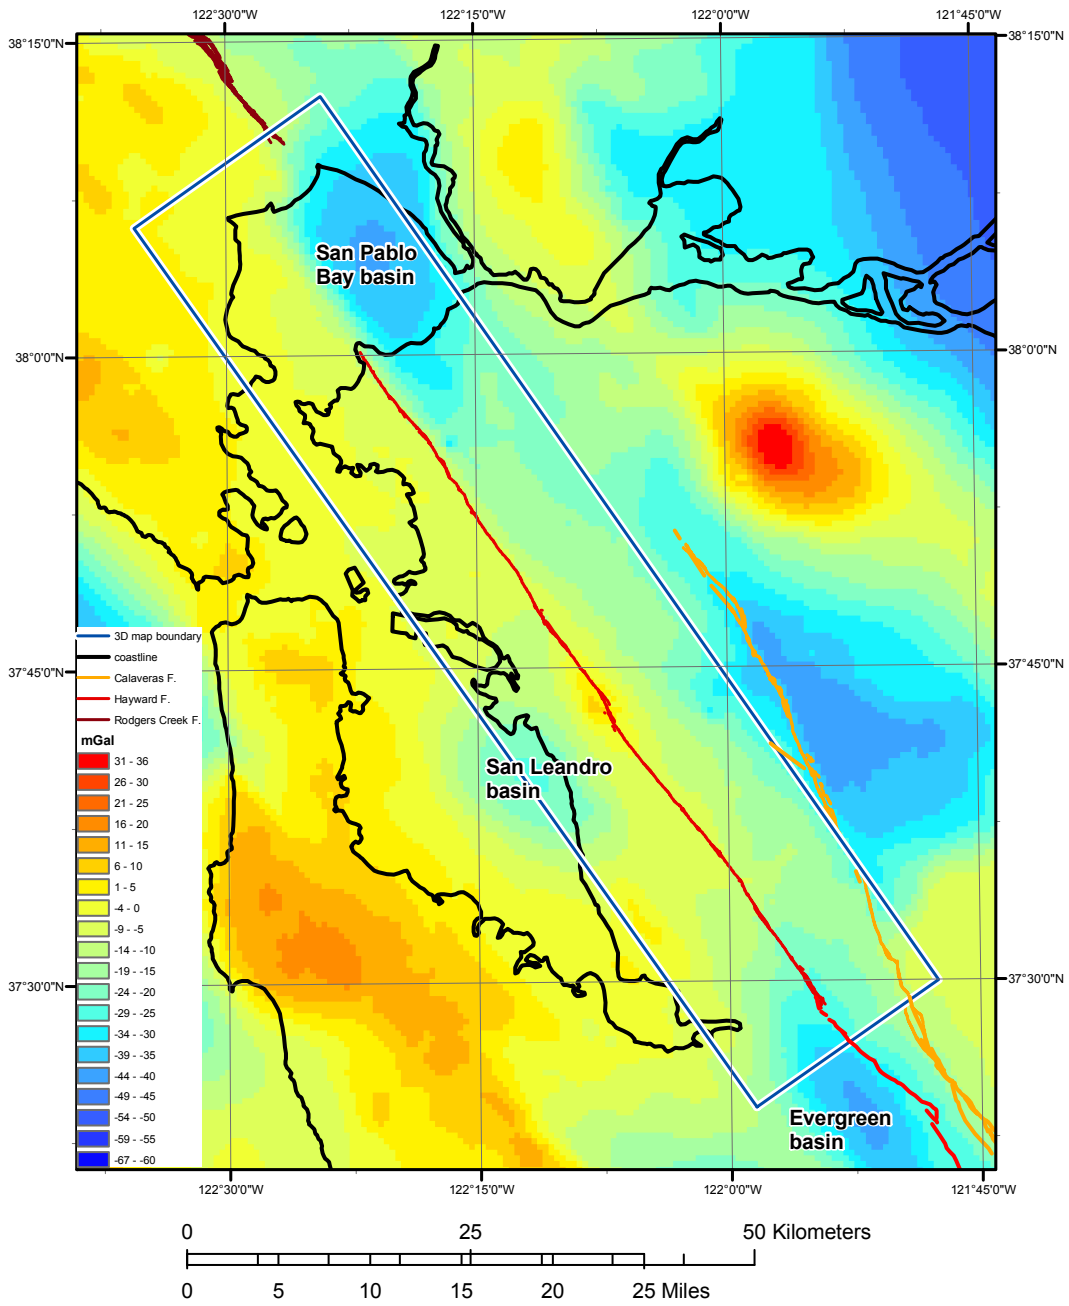 122°30'0"W
122°15'0"W
122°0'0"W
121°45'0"W
38°15'0"N
38°15'0"N
San Pablo
Bay basin
38°0'0"N
38°0'0"N
37°45'0"N
37°45'0"N
3D map boundary
coastline
Calaveras F.
Hayward F.
Rodgers Creek F.
mGal
31 - 36
26 - 30
21 - 25
16 - 20
11 - 15
6 - 10
1 - 5
-4 - 0
-9 - -5
-14 - -10
-19 - -15
-24 - -20
-29 - -25
-34 - -30
-39 - -35
-44 - -40
-49 - -45
-54 - -50
-59 - -55
-67 - -60
San Leandro
basin
37°30'0"N
37°30'0"N
Evergreen
basin
122°30'0"W
122°15'0"W
122°0'0"W
121°45'0"W
0 25 50 Kilometers
0 5 10 15 20 25 Miles